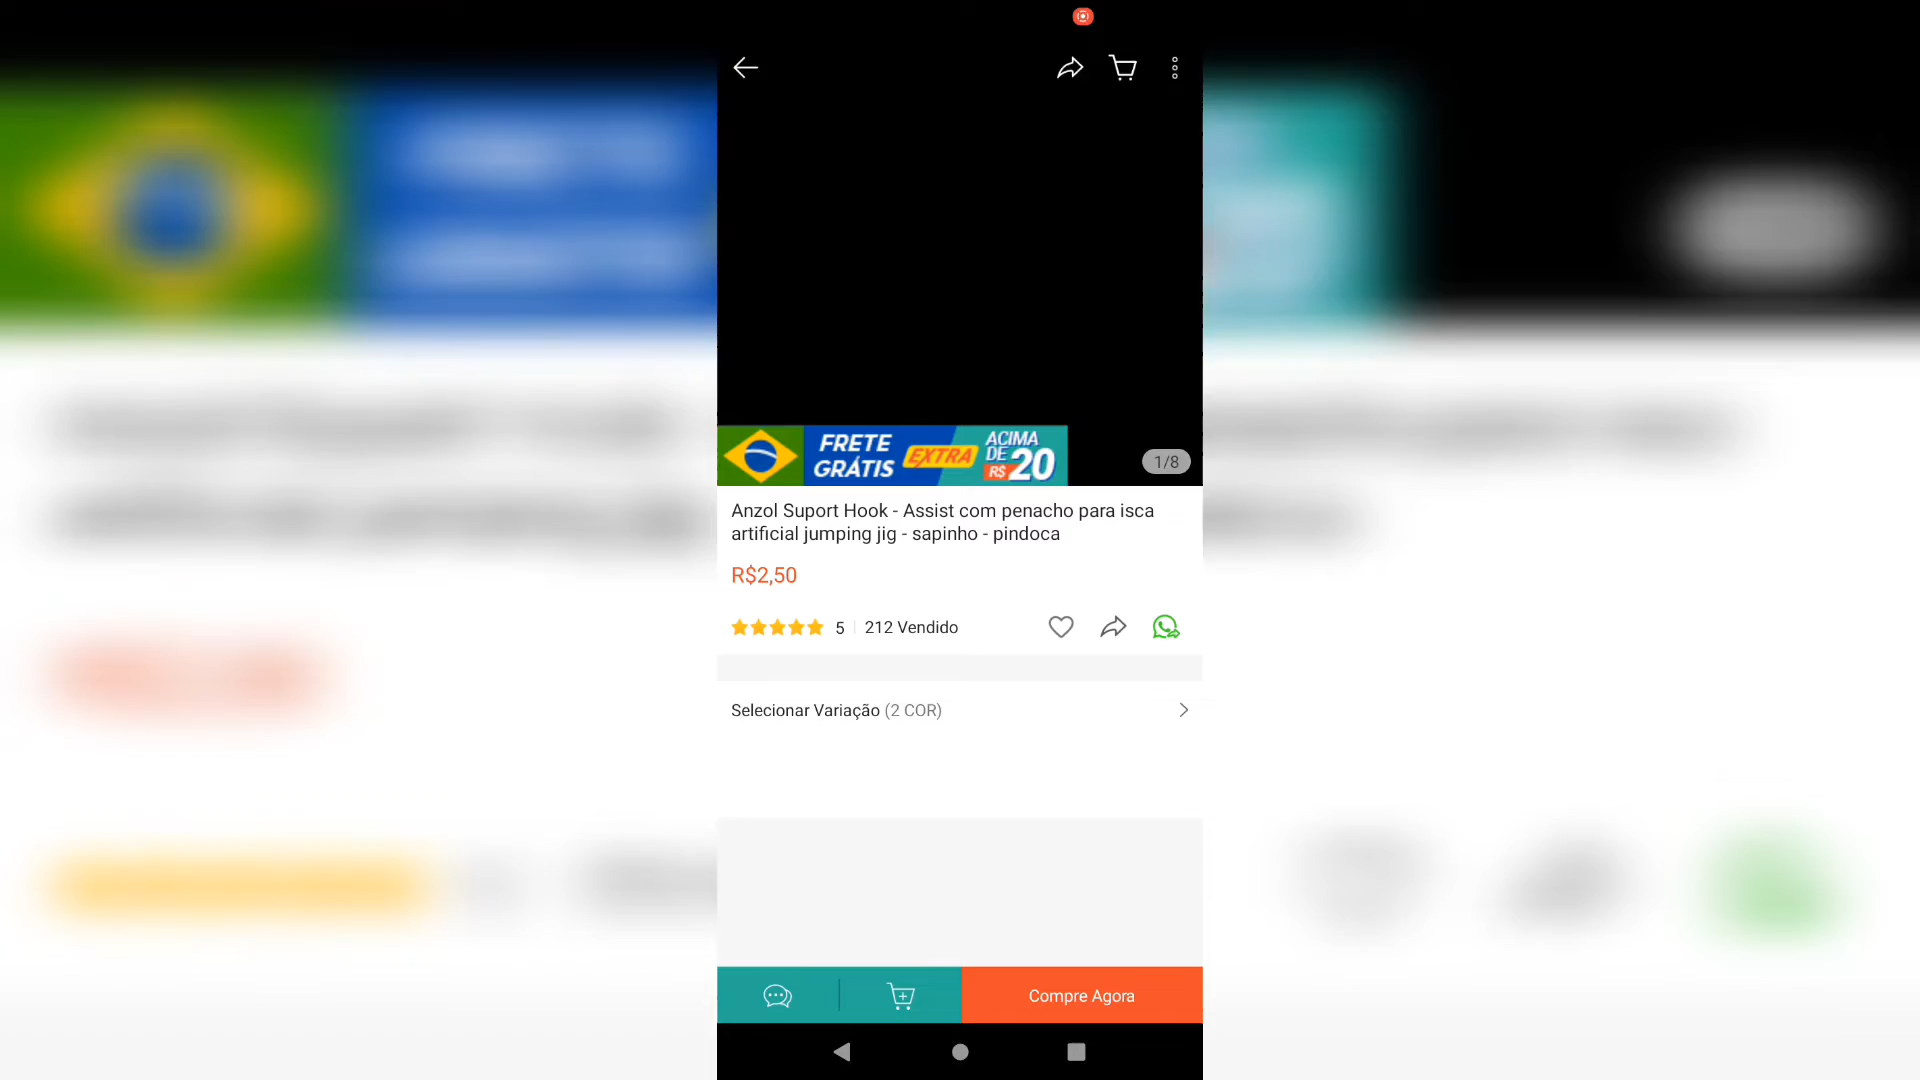 FRETE
GRÁTIS
EXTRA
ACIMA
DE
R$ 20
1/8
Anzol Suport Hook - Assist com penacho para isca
artificial jumping jig - sapinho - pindoca
R$2,50
5 212 Vendido
Selecionar Variação (2 COR)
Compre Agora